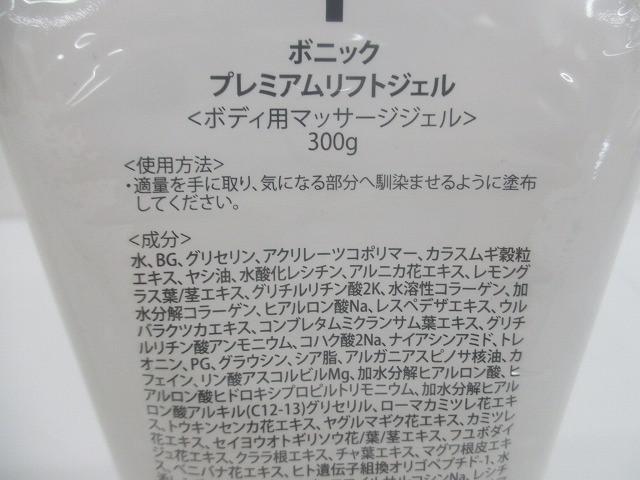 ボニック
プレミアムリフトジェル
<ボディ用マッサージジェル>
300g
<使用方法>
・適量を手に取り、気になる部分へ馴染ませるように塗布
してください。
<成分>
水、BG、グリセリン、アクリレーツコポリマー、カラスムギ穀粒
エキス、ヤシ油、水酸化レシチン、アルニカ花エキス、レモング
ラス葉/茎エキス、グリチルリチン酸2K、水溶性コラーゲン、加
水分解コラーゲン、ヒアルロン酸Na、レスペデザエキス、ウル
バラクツカエキス、コンブレタムミクランサム葉エキス、グリチ
ルリチン酸アンモニウム、コハク酸2Na、ナイアシンアミド、トレ
オニン、PG、グラウシン、シア脂、アルガニアスピノサ核油、カ
フェイン、リン酸アスコルビルMg、加水分解ヒアルロン酸、ヒ
アルロン酸ヒドロキシプロピルトリモニウム、加水分解ヒアル
ロン酸アルキル(C12-13)グリセリル、ローマカミツレ花エキ
ス、トウキンセンカ花エキス、ヤグルマギク花エキス、カミツレ
花エキス、セイヨウオトギリソウ花/葉/茎エキス、フユボダイ
ジュ花エキス、クララ根エキス、チャ葉エキス、マグワ根皮エキ
ス、ベニバナ花エキス、ヒト遺伝子組換オリゴペプチド-1、水
サルコシンNa、レシチ